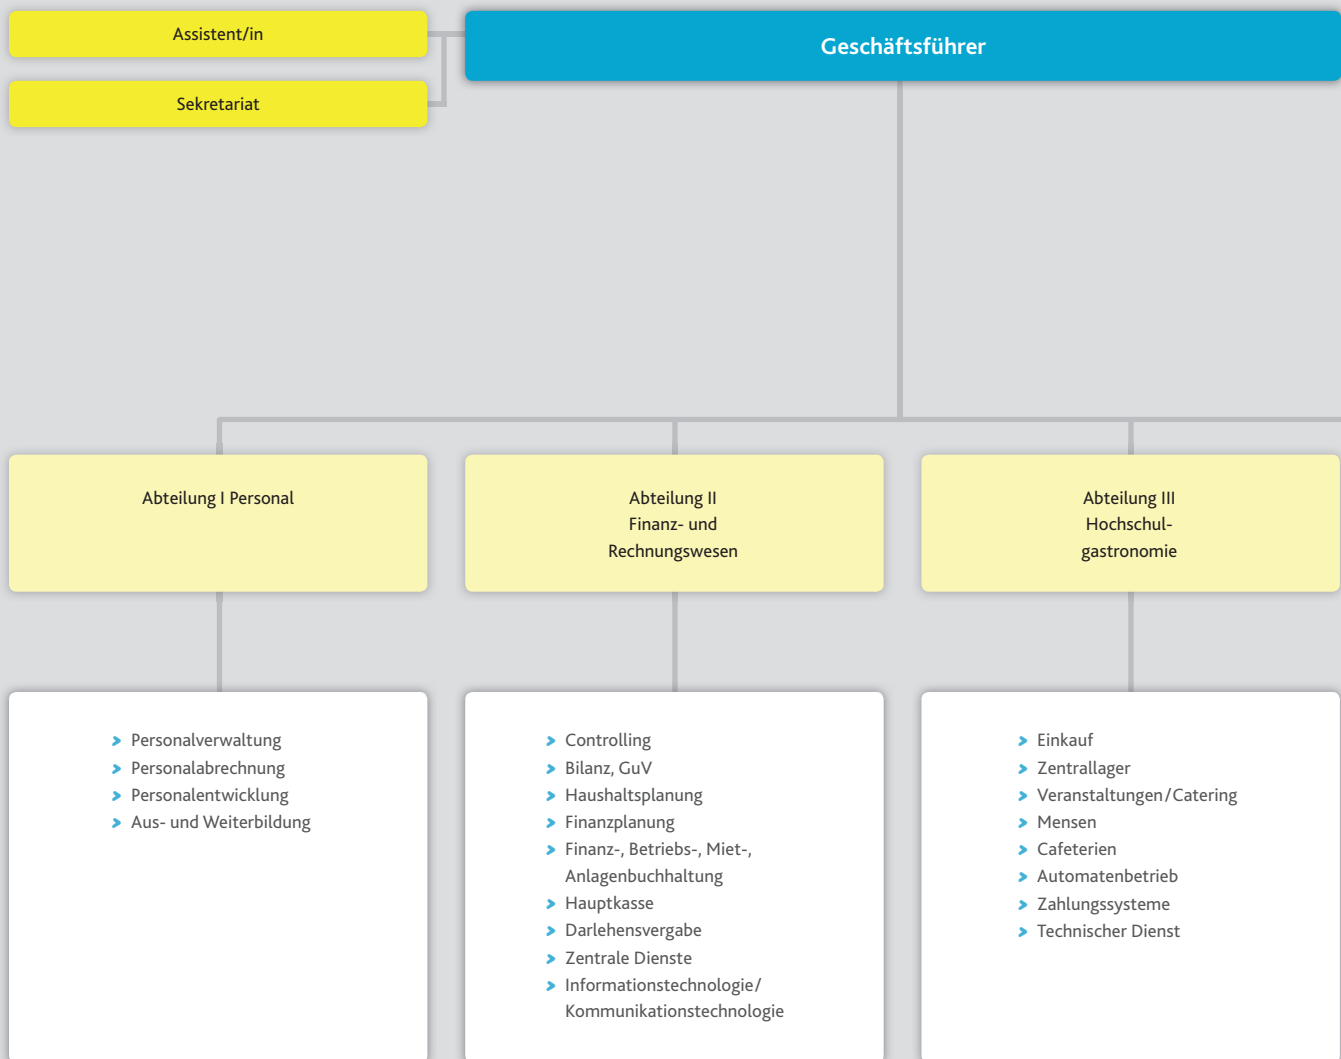 Assistent/in
Geschäftsführer
Sekretariat
Abteilung I Personal
Abteilung II
Finanz- und
Rechnungswesen
Abteilung III
Hochschul-
gastronomie
Personalverwaltung
Personalabrechnung
Personalentwicklung
Aus- und Weiterbildung
Controlling
Bilanz, GuV
Haushaltsplanung
Finanzplanung
Finanz-, Betriebs-, Miet-,
Anlagenbuchhaltung
Hauptkasse
Darlehensvergabe
Zentrale Dienste
Informationstechnologie/
Kommunikationstechnologie
Einkauf
Zentrallager
Veranstaltungen/Catering
Mensen
Cafeterien
Automatenbetrieb
Zahlungssysteme
Technischer Dienst